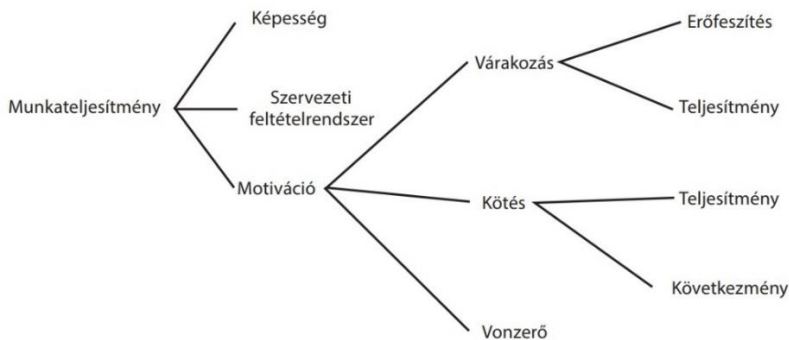 Képesség
Erőfeszítés
Várakozás
Munkateljesítmény
Szervezeti
feltételrendszer
Teljesítmény
Motiváció
Kötés
Teljesítmény
Következmény
Vonzerő